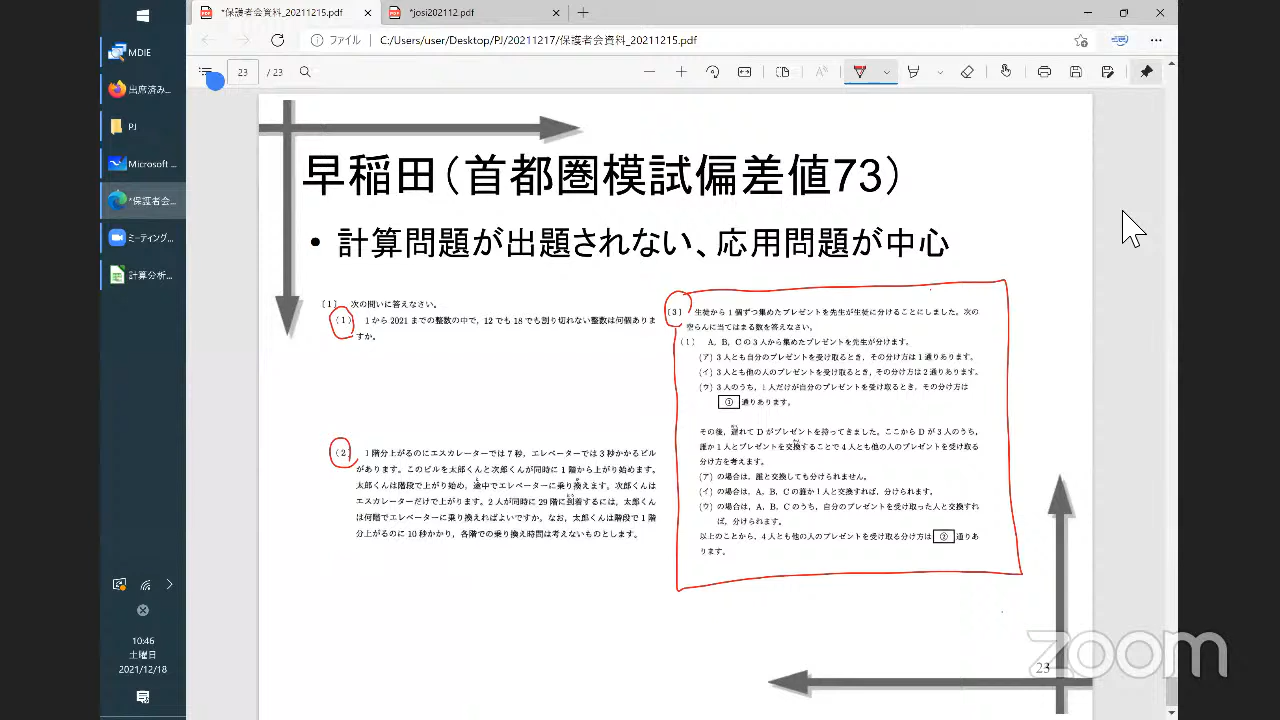 *保護者会資料_20211215.pdf
*josi202112.pdf
ファイル
C:/Users/user/Desktop/PJ/20211217/保護者会資料_20211215.pdf
23 / 23
MDIE
出席済み...
PJ
Microsoft ...
*保護者会...
ミーティング...
計算分析...
10:46
土曜日
2021/12/18
早稲田(首都圏模試偏差値73)
• 計算問題が出題されない、応用問題が中心
〔1〕 次の問いに答えなさい。
(1) 1から2021までの整数の中で，12でも18でも割り切れない整数は何個ありま
すか。
(2) 1階分上がるのにエスカレーターでは7秒，エレベーターでは3秒かかるビル
があります。このビルを太郎くんと次郎くんが同時に1階から上がり始めます。
太郎くんは階段で上がり始め，途中でエレベーターに乗り換えます。次郎くんは
エスカレーターだけで上がります。2人が同時に29階に到着するには，太郎くん
は何階でエレベーターに乗り換えればよいですか。なお，太郎くんは階段で1階
分上がるのに10秒かかり，各階での乗り換え時間は考えないものとします。
〔3〕 生徒から1個ずつ集めたプレゼントを先生が生徒に分けることにしました。次の
空らんに当てはまる数を答えなさい。
(1) A，B，Cの3人から集めたプレゼントを先生が分けます。
(ア) 3人とも自分のプレゼントを受け取るとき，その分け方は1通りあります。
(イ) 3人とも他の人のプレゼントを受け取るとき，その分け方は2通りあります。
(ウ) 3人のうち，1人だけが自分のプレゼントを受け取るとき，その分け方は
① 通りあります。
その後，遅れてDがプレゼントを持ってきました。ここからDが3人のうち，
誰か1人とプレゼントを交換することで4人とも他の人のプレゼントを受け取る
分け方を考えます。
(ア) の場合は，誰と交換しても分けられません。
(イ) の場合は，A，B，Cの誰か1人と交換すれば，分けられます。
(ウ) の場合は，A，B，Cのうち，自分のプレゼントを受け取った人と交換すれ
ば，分けられます。
以上のことから，4人とも他の人のプレゼントを受け取る分け方は ② 通りあ
ります。
23
zoom